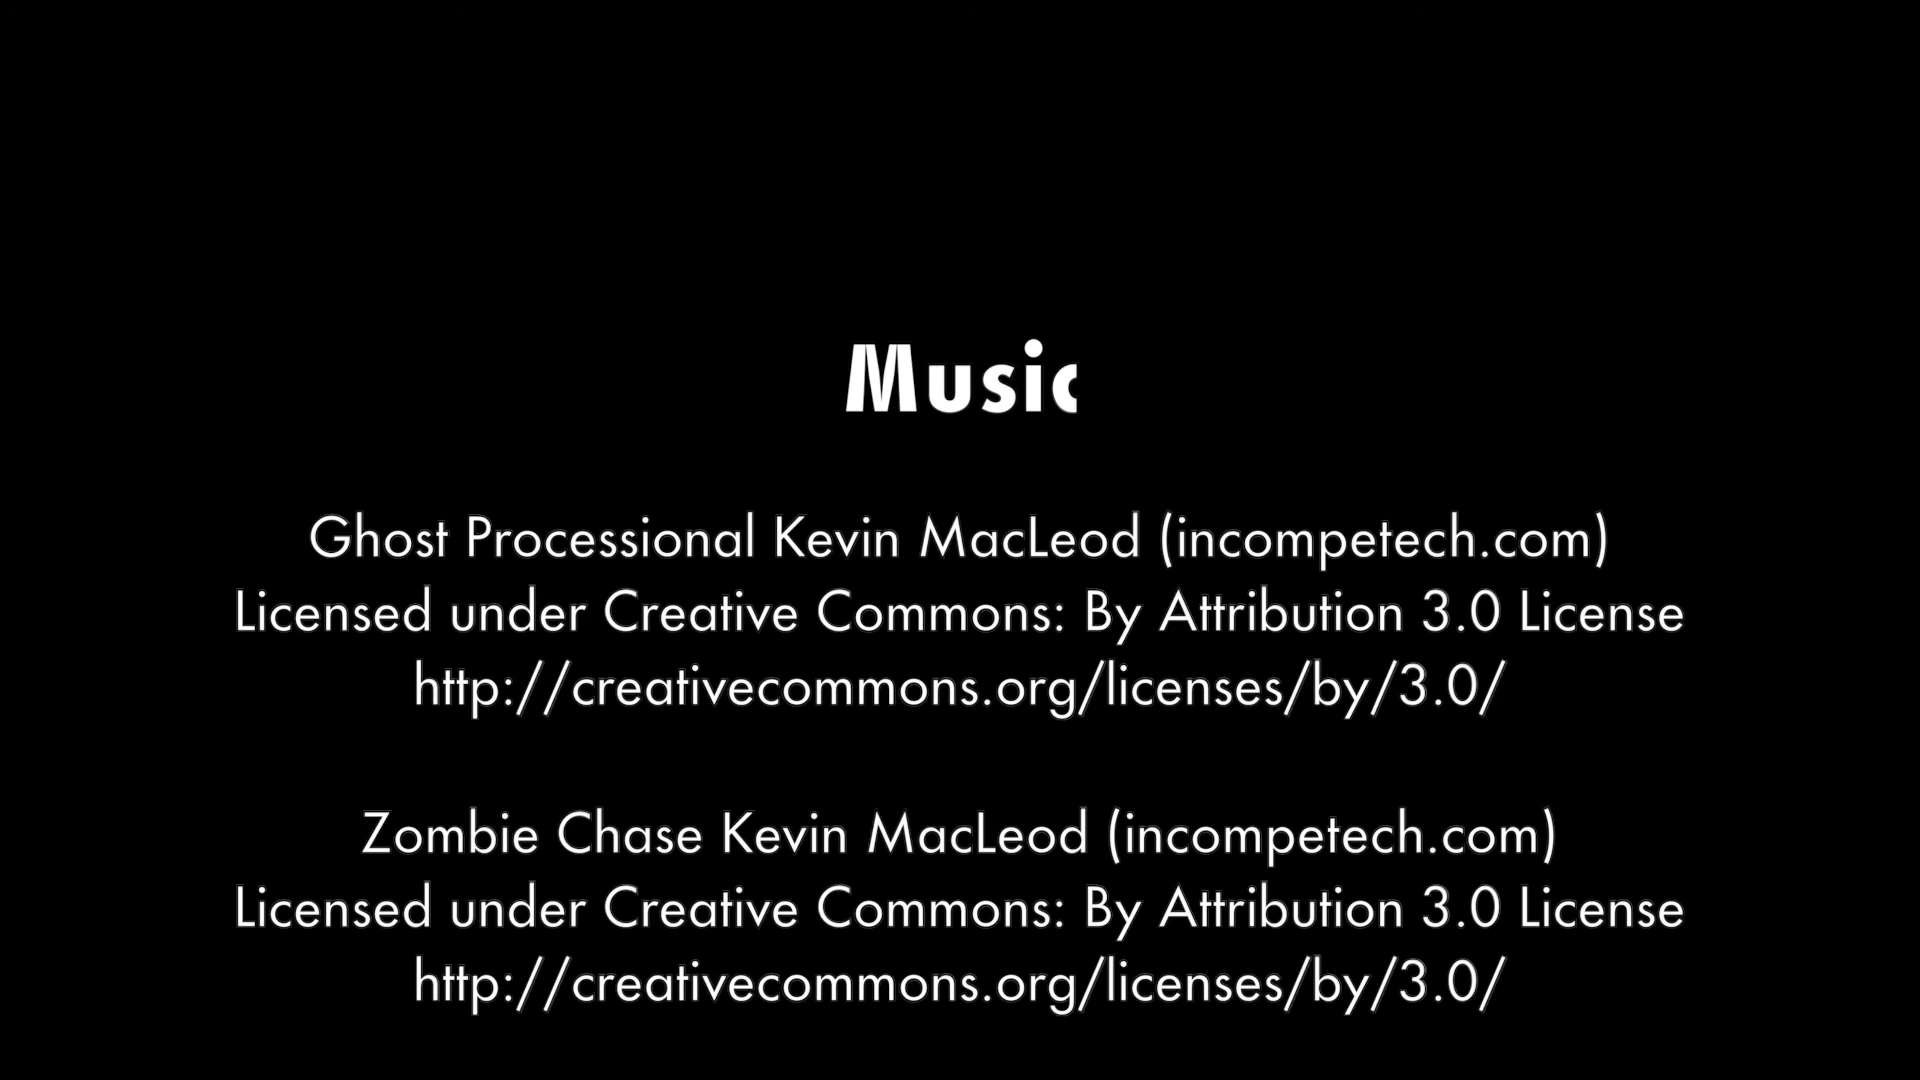 Music
Ghost Processional Kevin MacLeod (incompetech.com)
Licensed under Creative Commons: By Attribution 3.0 License
http://creativecommons.org/licenses/by/3.0/
Zombie Chase Kevin MacLeod (incompetech.com)
Licensed under Creative Commons: By Attribution 3.0 License
http://creativecommons.org/licenses/by/3.0/